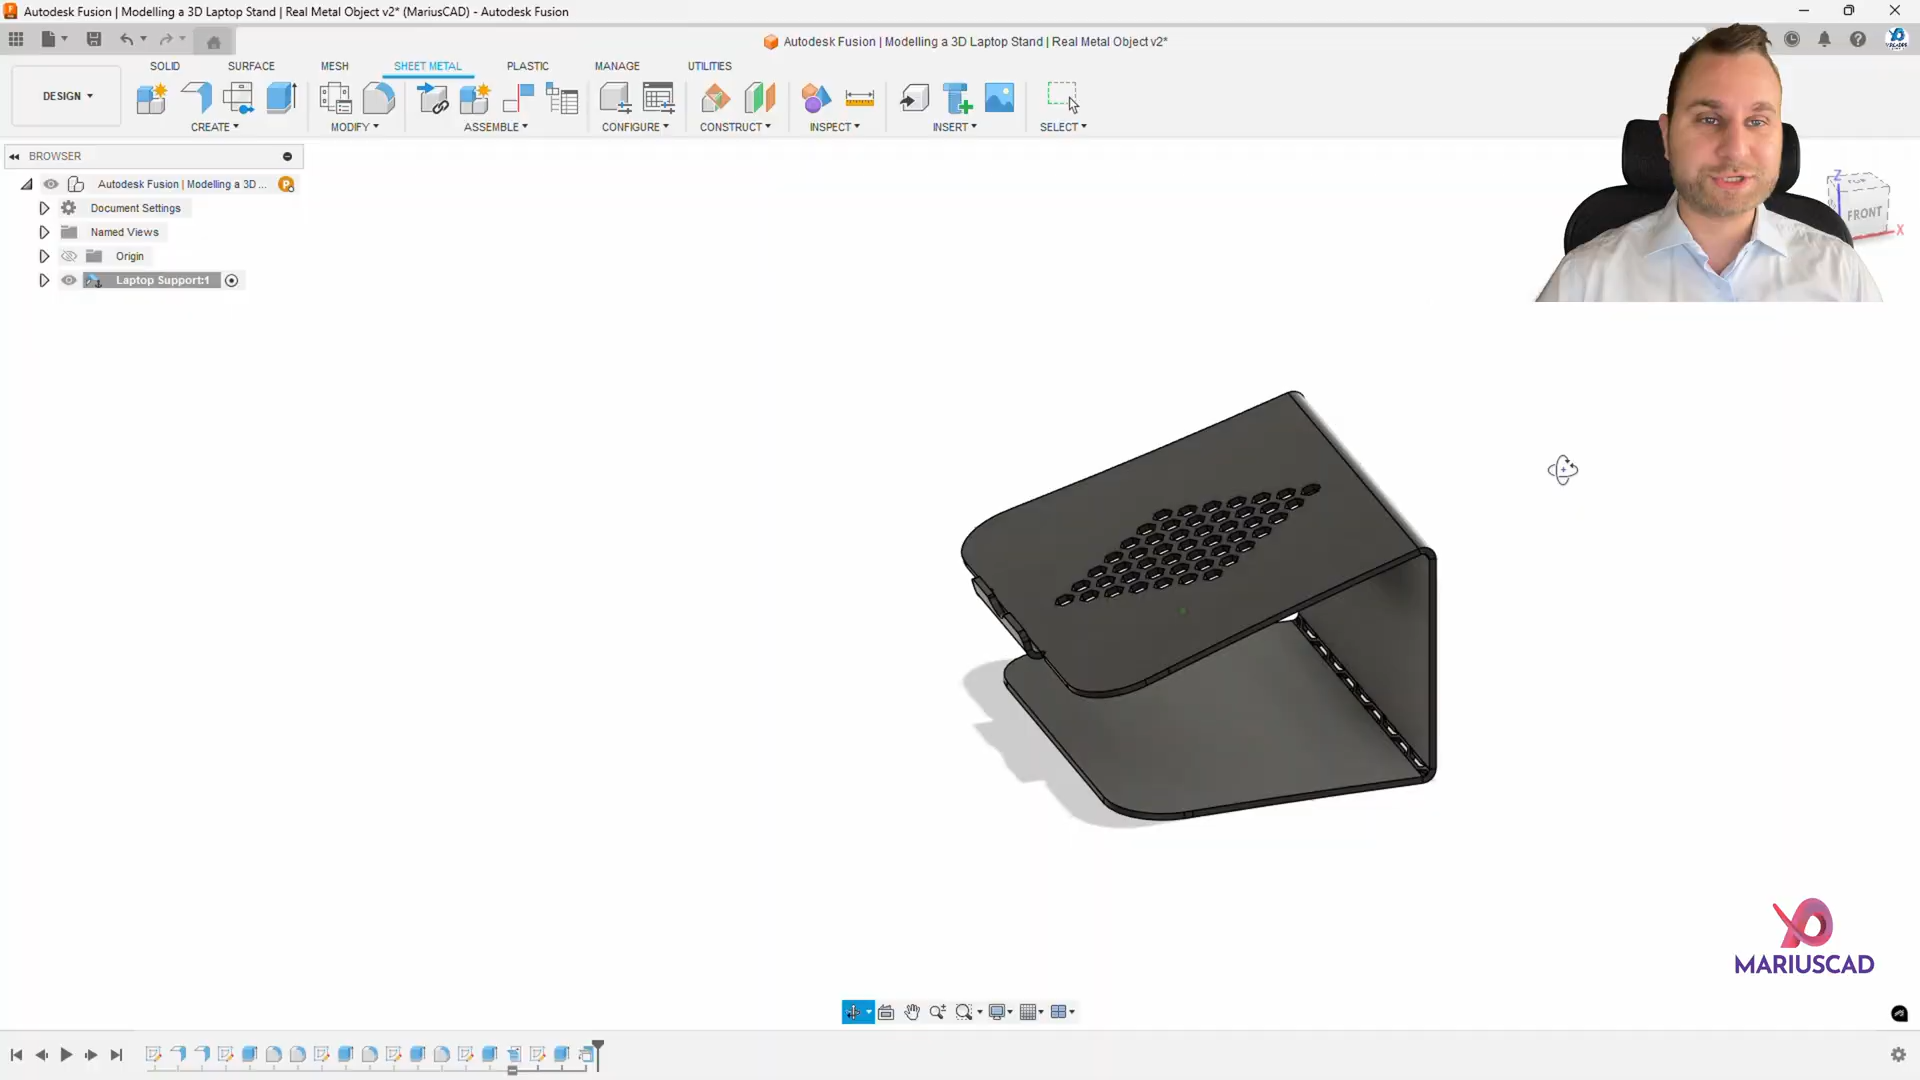 Autodesk Fusion | Modelling a 3D Laptop Stand | Real Metal Object v2* (MariusCAD) - Autodesk Fusion
Autodesk Fusion | Modelling a 3D Laptop Stand | Real Metal Object v2*
SOLID SURFACE MESH SHEET METAL PLASTIC MANAGE UTILITIES
DESIGN
CREATE MODIFY ASSEMBLE CONFIGURE CONSTRUCT INSPECT INSERT SELECT
BROWSER
Autodesk Fusion | Modelling a 3D ...
Document Settings
Named Views
Origin
Laptop Support:1
Z
TOP
FRONT
X
MARIUSCAD